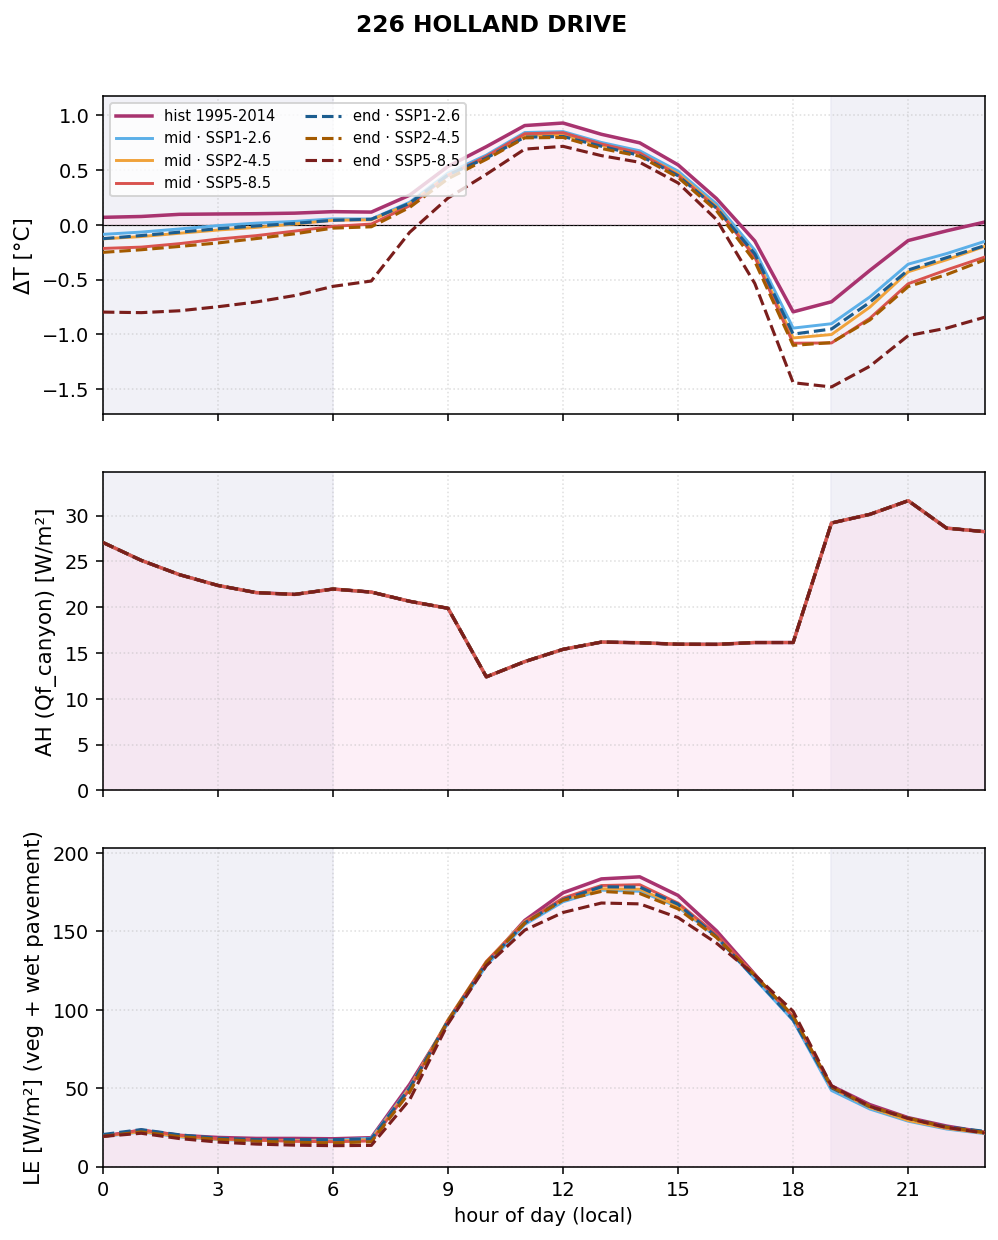 226 HOLLAND DRIVE
hist 1995-2014
mid · SSP1-2.6
mid · SSP2-4.5
mid · SSP5-8.5
end · SSP1-2.6
end · SSP2-4.5
end · SSP5-8.5
ΔT [°C]
1.0
0.5
0.0
−0.5
−1.0
−1.5
AH (Qf_canyon) [W/m²]
30
25
20
15
10
5
0
LE [W/m²] (veg + wet pavement)
200
150
100
50
0
0 3 6 9 12 15 18 21
hour of day (local)